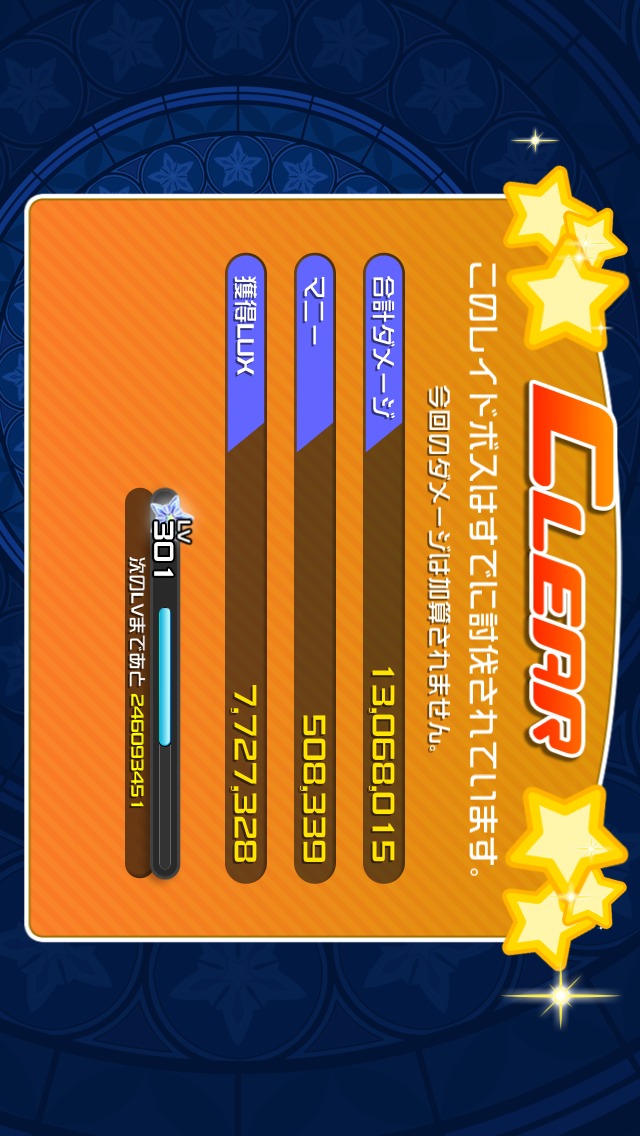 CLEAR
このレイドボスはすでに討伐されています。
今回のダメージは加算されません。
合計ダメージ 13,068,015
マニー 508,339
獲得LUX 7,727,328
LV 301
次のLVまであと 246093451